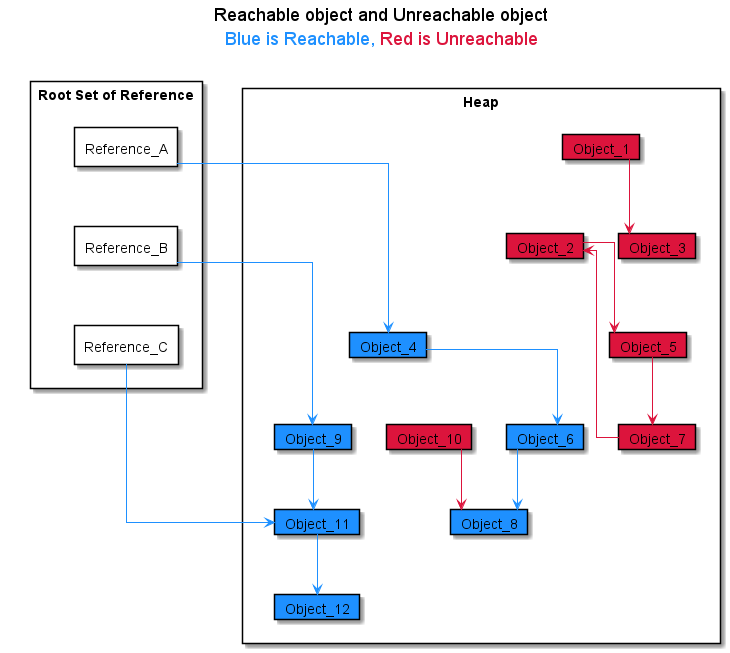 Reachable object and Unreachable object
Blue is Reachable, Red is Unreachable
Root Set of Reference
Heap
Reference_A
Object_1
Reference_B
Object_2
Object_3
Reference_C
Object_4
Object_5
Object_9
Object_10
Object_6
Object_7
Object_11
Object_8
Object_12